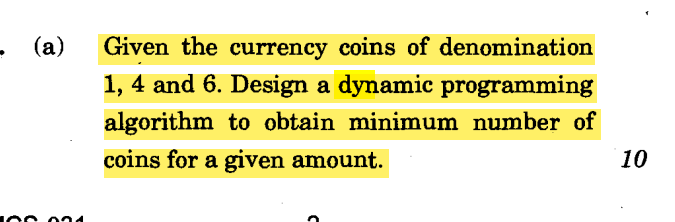 (a) Given the currency coins of denomination
1, 4 and 6. Design a dynamic programming
algorithm to obtain minimum number of
coins for a given amount. 10